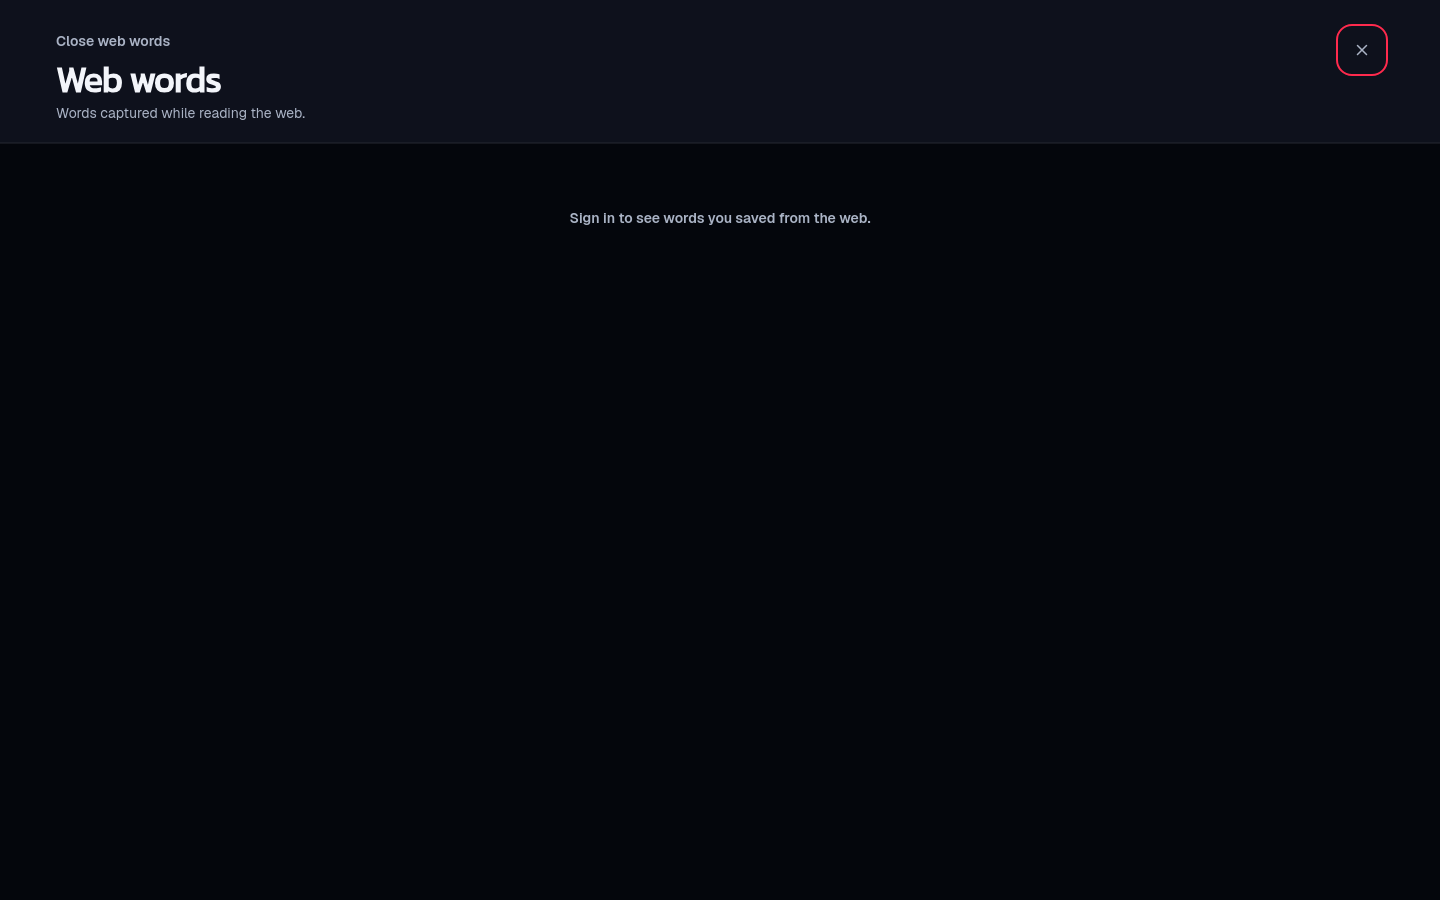 Close web words
Web words
Words captured while reading the web.
Sign in to see words you saved from the web.